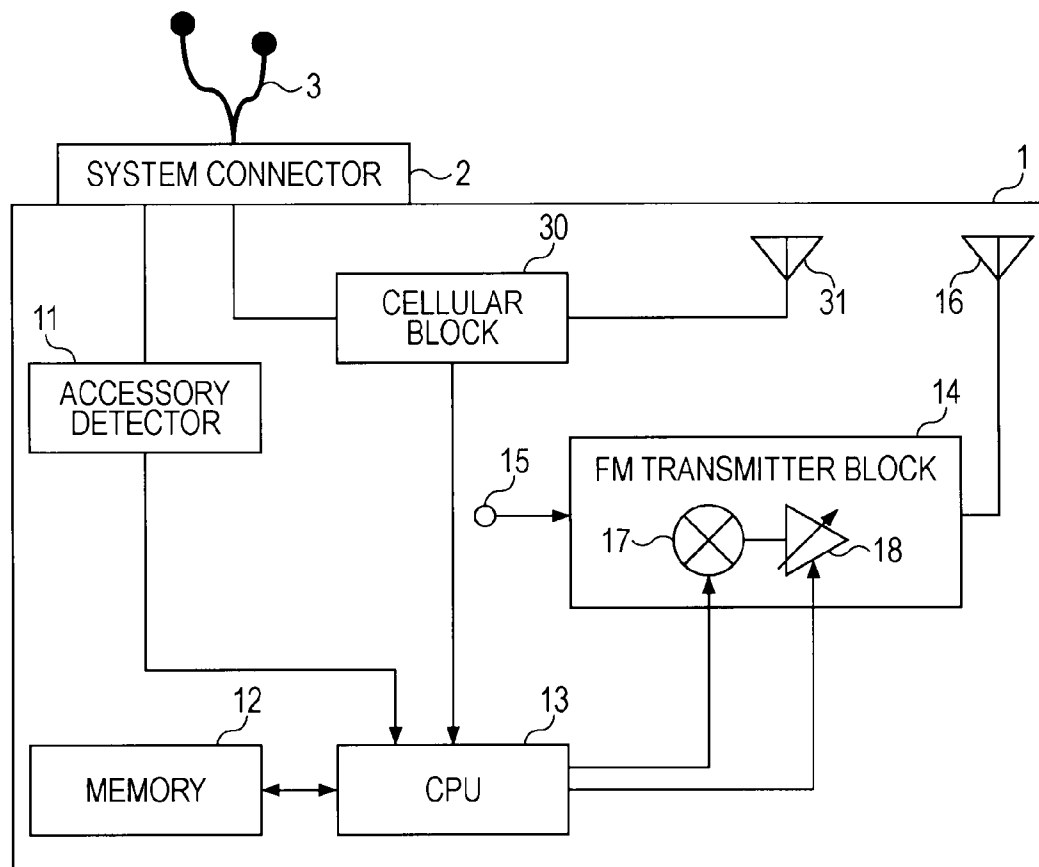 3
SYSTEM CONNECTOR
2
1
30
CELLULAR
BLOCK
31
16
11
ACCESSORY
DETECTOR
14
FM TRANSMITTER BLOCK
15
17
18
12
MEMORY
13
CPU